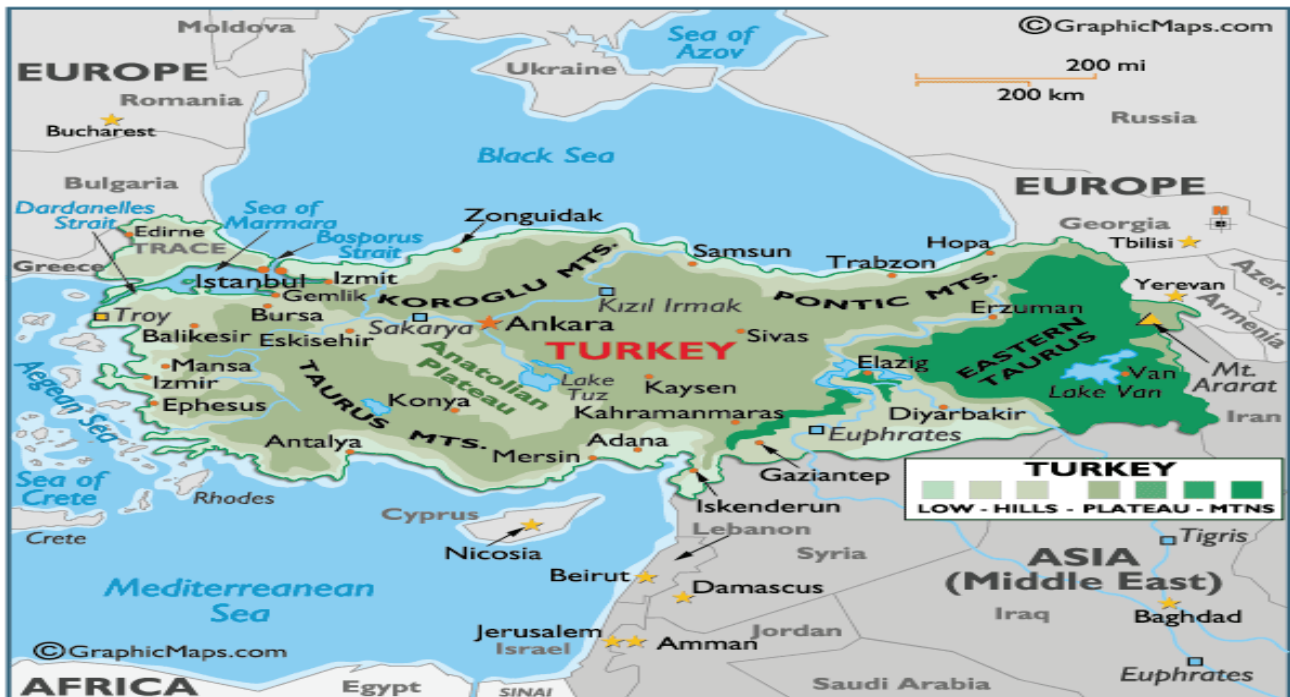 Moldova
©GraphicMaps.com
Sea of
Azov
EUROPE
Ukraine
200 mi
200 km
Romania
Bucharest
Russia
Black Sea
Bulgaria
EUROPE
Dardanelles
Strait
Sea of
Marmara
Zonguidak
Georgia
N
Edirne
TRACE
Bosporus
Strait
Samsun
Hopa
Tbilisi
Greece
Istanbul
Izmit
Trabzon
Yerevan
Azer.
Armenia
Gemlik
KOROGLU MTS.
Kızıl Irmak
PONTIC MTS.
Troy
Bursa
Sakarya
Ankara
Erzuman
Balikesir
Eskisehir
Sivas
TURKEY
EASTERN
TAURUS
Mansa
Anatolian
Plateau
Elazig
Mt.
Ararat
Aegean Sea
Izmir
TAURUS MTS.
Lake
Tuz
Kaysen
Van
Lake Van
Ephesus
Konya
Kahramanmaras
Diyarbakir
Iran
Antalya
Adana
Euphrates
Mersin
Gaziantep
Sea of
Crete
Rhodes
TURKEY
LOW - HILLS - PLATEAU - MTNS
Iskenderun
Cyprus
Lebanon
Crete
Nicosia
Syria
Tigris
ASIA
(Middle East)
Beirut
Mediterreanean
Sea
Damascus
Iraq
Baghdad
Jerusalem
Israel
Amman
Jordan
©GraphicMaps.com
Euphrates
AFRICA
Egypt
SINAI
Saudi Arabia